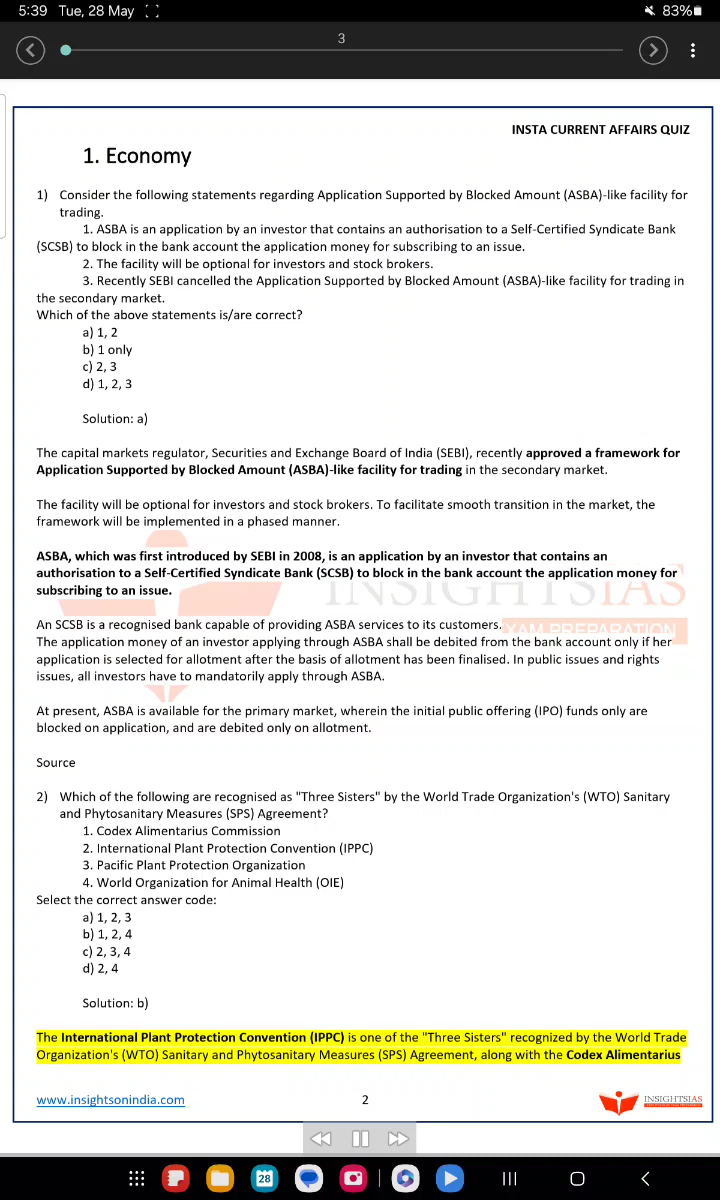 5:39 Tue, 28 May
83%
3
INSTA CURRENT AFFAIRS QUIZ
1. Economy
1) Consider the following statements regarding Application Supported by Blocked Amount (ASBA)-like facility for
trading.
1. ASBA is an application by an investor that contains an authorisation to a Self-Certified Syndicate Bank
(SCSB) to block in the bank account the application money for subscribing to an issue.
2. The facility will be optional for investors and stock brokers.
3. Recently SEBI cancelled the Application Supported by Blocked Amount (ASBA)-like facility for trading in
the secondary market.
Which of the above statements is/are correct?
a) 1, 2
b) 1 only
c) 2, 3
d) 1, 2, 3
Solution: a)
The capital markets regulator, Securities and Exchange Board of India (SEBI), recently approved a framework for
Application Supported by Blocked Amount (ASBA)-like facility for trading in the secondary market.
The facility will be optional for investors and stock brokers. To facilitate smooth transition in the market, the
framework will be implemented in a phased manner.
ASBA, which was first introduced by SEBI in 2008, is an application by an investor that contains an
authorisation to a Self-Certified Syndicate Bank (SCSB) to block in the bank account the application money for
subscribing to an issue.
INSIGHTSIAS
An SCSB is a recognised bank capable of providing ASBA services to its customers.
The application money of an investor applying through ASBA shall be debited from the bank account only if her
application is selected for allotment after the basis of allotment has been finalised. In public issues and rights
issues, all investors have to mandatorily apply through ASBA.
At present, ASBA is available for the primary market, wherein the initial public offering (IPO) funds only are
blocked on application, and are debited only on allotment.
Source
2) Which of the following are recognised as "Three Sisters" by the World Trade Organization's (WTO) Sanitary
and Phytosanitary Measures (SPS) Agreement?
1. Codex Alimentarius Commission
2. International Plant Protection Convention (IPPC)
3. Pacific Plant Protection Organization
4. World Organization for Animal Health (OIE)
Select the correct answer code:
a) 1, 2, 3
b) 1, 2, 4
c) 2, 3, 4
d) 2, 4
Solution: b)
The International Plant Protection Convention (IPPC) is one of the "Three Sisters" recognized by the World Trade
Organization's (WTO) Sanitary and Phytosanitary Measures (SPS) Agreement, along with the Codex Alimentarius
www.insightsonindia.com
2
INSIGHTSIAS
28